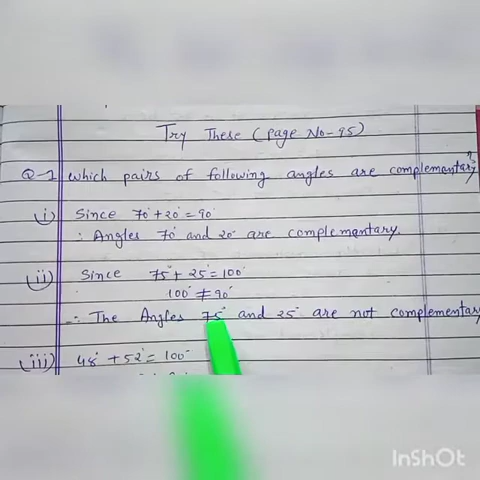 Try These (page No-95)
Q-1 Which pairs of following angles are complemantary?
(i) Since 70°+20°=90°
∴ Angles 70° and 20° are complemantary.
(ii) Since 75°+ 25°=100°
100°≠90°
∴ The Angles 75° and 25° are not complementary
(iii) 48° +52°= 100°
InShOt